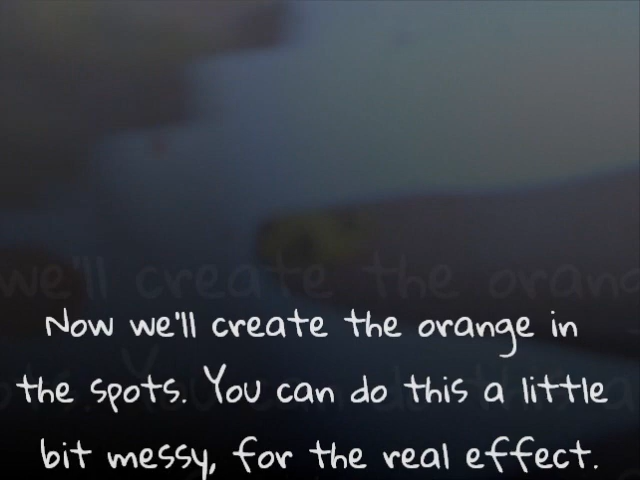 Now we'll create the orange in
the spots. You can do this a little
bit messy, for the real effect.